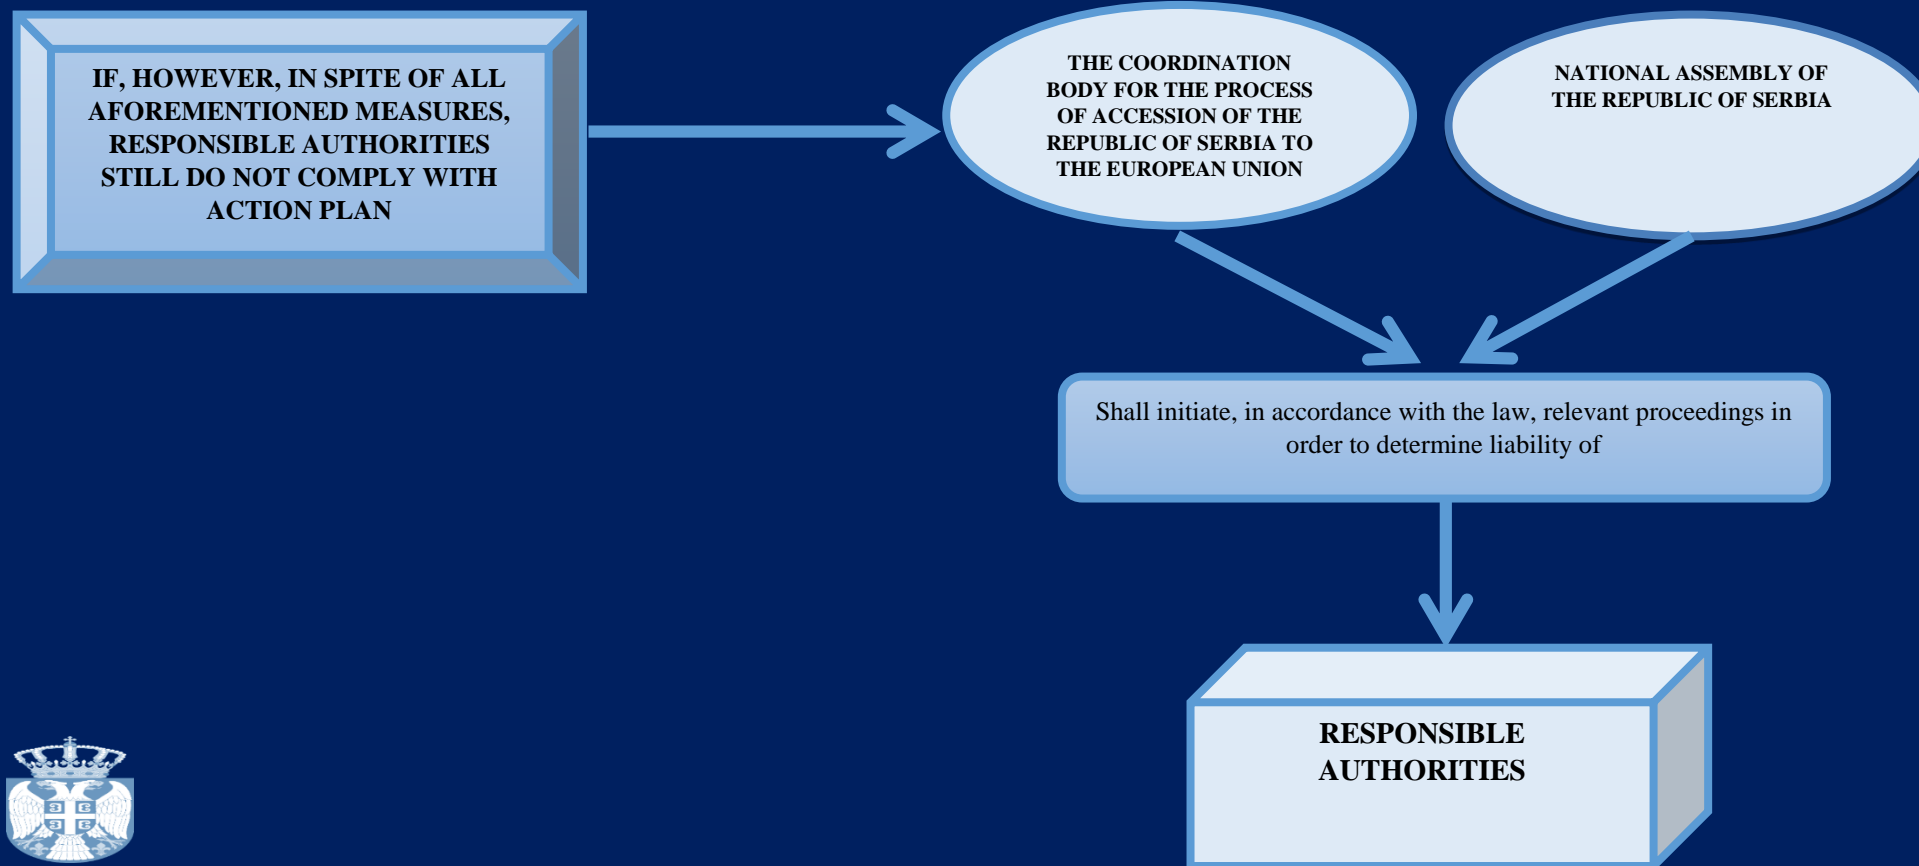 IF, HOWEVER, IN SPITE OF ALL
AFOREMENTIONED MEASURES,
RESPONSIBLE AUTHORITIES
STILL DO NOT COMPLY WITH
ACTION PLAN
THE COORDINATION
BODY FOR THE PROCESS
OF ACCESSION OF THE
REPUBLIC OF SERBIA TO
THE EUROPEAN UNION
NATIONAL ASSEMBLY OF
THE REPUBLIC OF SERBIA
Shall initiate, in accordance with the law, relevant proceedings in
order to determine liability of
RESPONSIBLE
AUTHORITIES